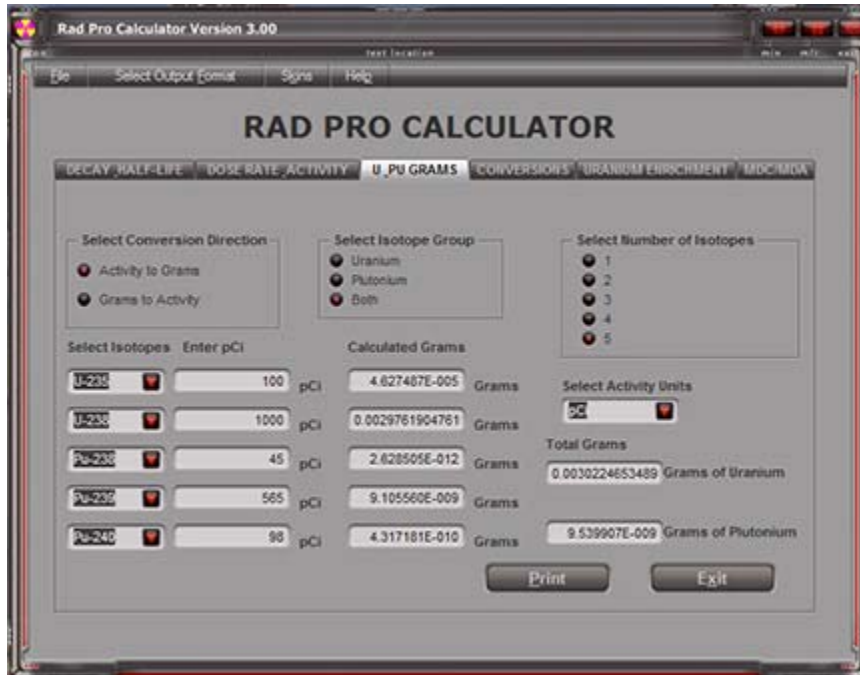 Rad Pro Calculator Version 3.00
text location
min m/r exit
File Select Output Format Signs Help
RAD PRO CALCULATOR
DECAY_HALF-LIFE DOSE RATE_ACTIVITY U_PU GRAMS CONVERSIONS URANIUM ENRICHMENT MDC/MDA
Select Conversion Direction
Activity to Grams
Grams to Activity
Select Isotope Group
Uranium
Plutonium
Both
Select Number of Isotopes
1
2
3
4
5
Select Isotopes Enter pCi Calculated Grams
U-235 100 pCi 4.627487E-005 Grams
U-238 1000 pCi 0.0029761904761 Grams
Pu-238 45 pCi 2.628505E-012 Grams
Pu-239 565 pCi 9.105560E-009 Grams
Pu-240 98 pCi 4.317181E-010 Grams
Select Activity Units
pCi
Total Grams
0.0030224653489 Grams of Uranium
9.539907E-009 Grams of Plutonium
Print Exit